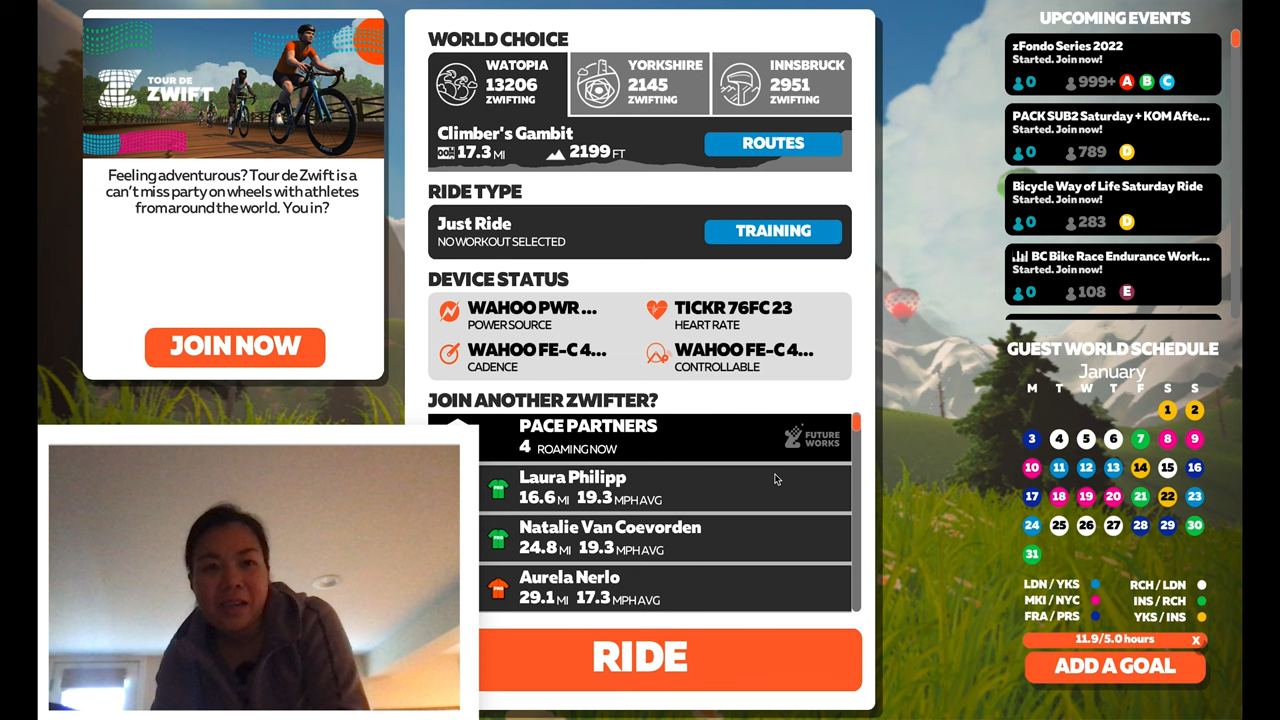 TOUR DE
ZWIFT
Feeling adventurous? Tour de Zwift is a
can't miss party on wheels with athletes
from around the world. You in?
JOIN NOW
WORLD CHOICE
WATOPIA
13206
ZWIFTING
YORKSHIRE
2145
ZWIFTING
INNSBRUCK
2951
ZWIFTING
Climber's Gambit
17.3 MI 2199 FT
ROUTES
RIDE TYPE
Just Ride
NO WORKOUT SELECTED
TRAINING
DEVICE STATUS
WAHOO PWR ...
POWER SOURCE
TICKR 76FC 23
HEART RATE
WAHOO FE-C 4...
CADENCE
WAHOO FE-C 4...
CONTROLLABLE
JOIN ANOTHER ZWIFTER?
PACE PARTNERS
4 ROAMING NOW
FUTURE
WORKS
Laura Philipp
16.6 MI 19.3 MPH AVG
Natalie Van Coevorden
24.8 MI 19.3 MPH AVG
Aurela Nerlo
29.1 MI 17.3 MPH AVG
RIDE
UPCOMING EVENTS
zFondo Series 2022
Started. Join now!
0 999+ A B C
PACK SUB2 Saturday + KOM Afte...
Started. Join now!
0 789 D
Bicycle Way of Life Saturday Ride
Started. Join now!
0 283 D
BC Bike Race Endurance Work...
Started. Join now!
0 108 E
GUEST WORLD SCHEDULE
January
M T W T F S S
1 2
3 4 5 6 7 8 9
10 11 12 13 14 15 16
17 18 19 20 21 22 23
24 25 26 27 28 29 30
31
LDN / YKS RCH / LDN
MKI / NYC INS / RCH
FRA / PRS YKS / INS
11.9/5.0 hours X
ADD A GOAL